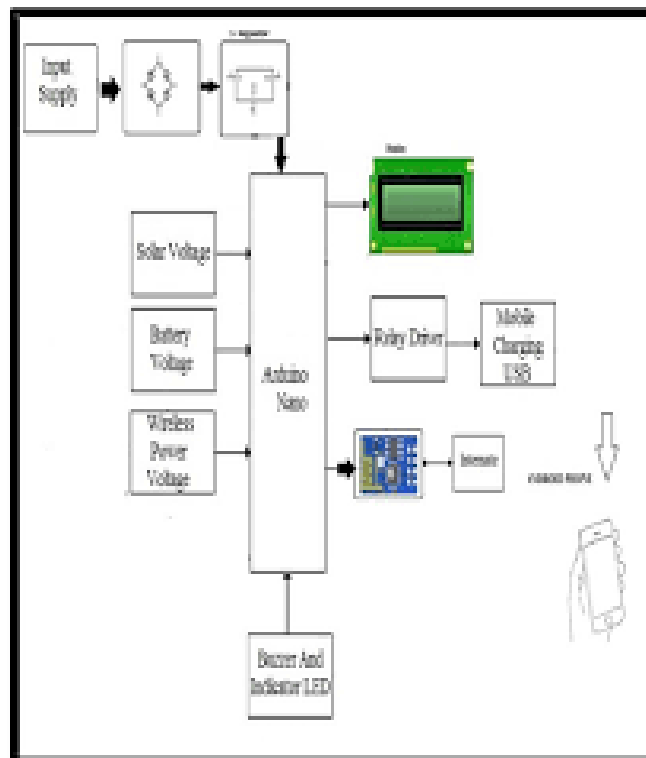 Input
Supply
Solar Voltage
Battery
Voltage
Wireless
Power
Voltage
Arduino
Nano
Relay Driver
Mobile
Charging
USB
Buzzer And
Indicator LED